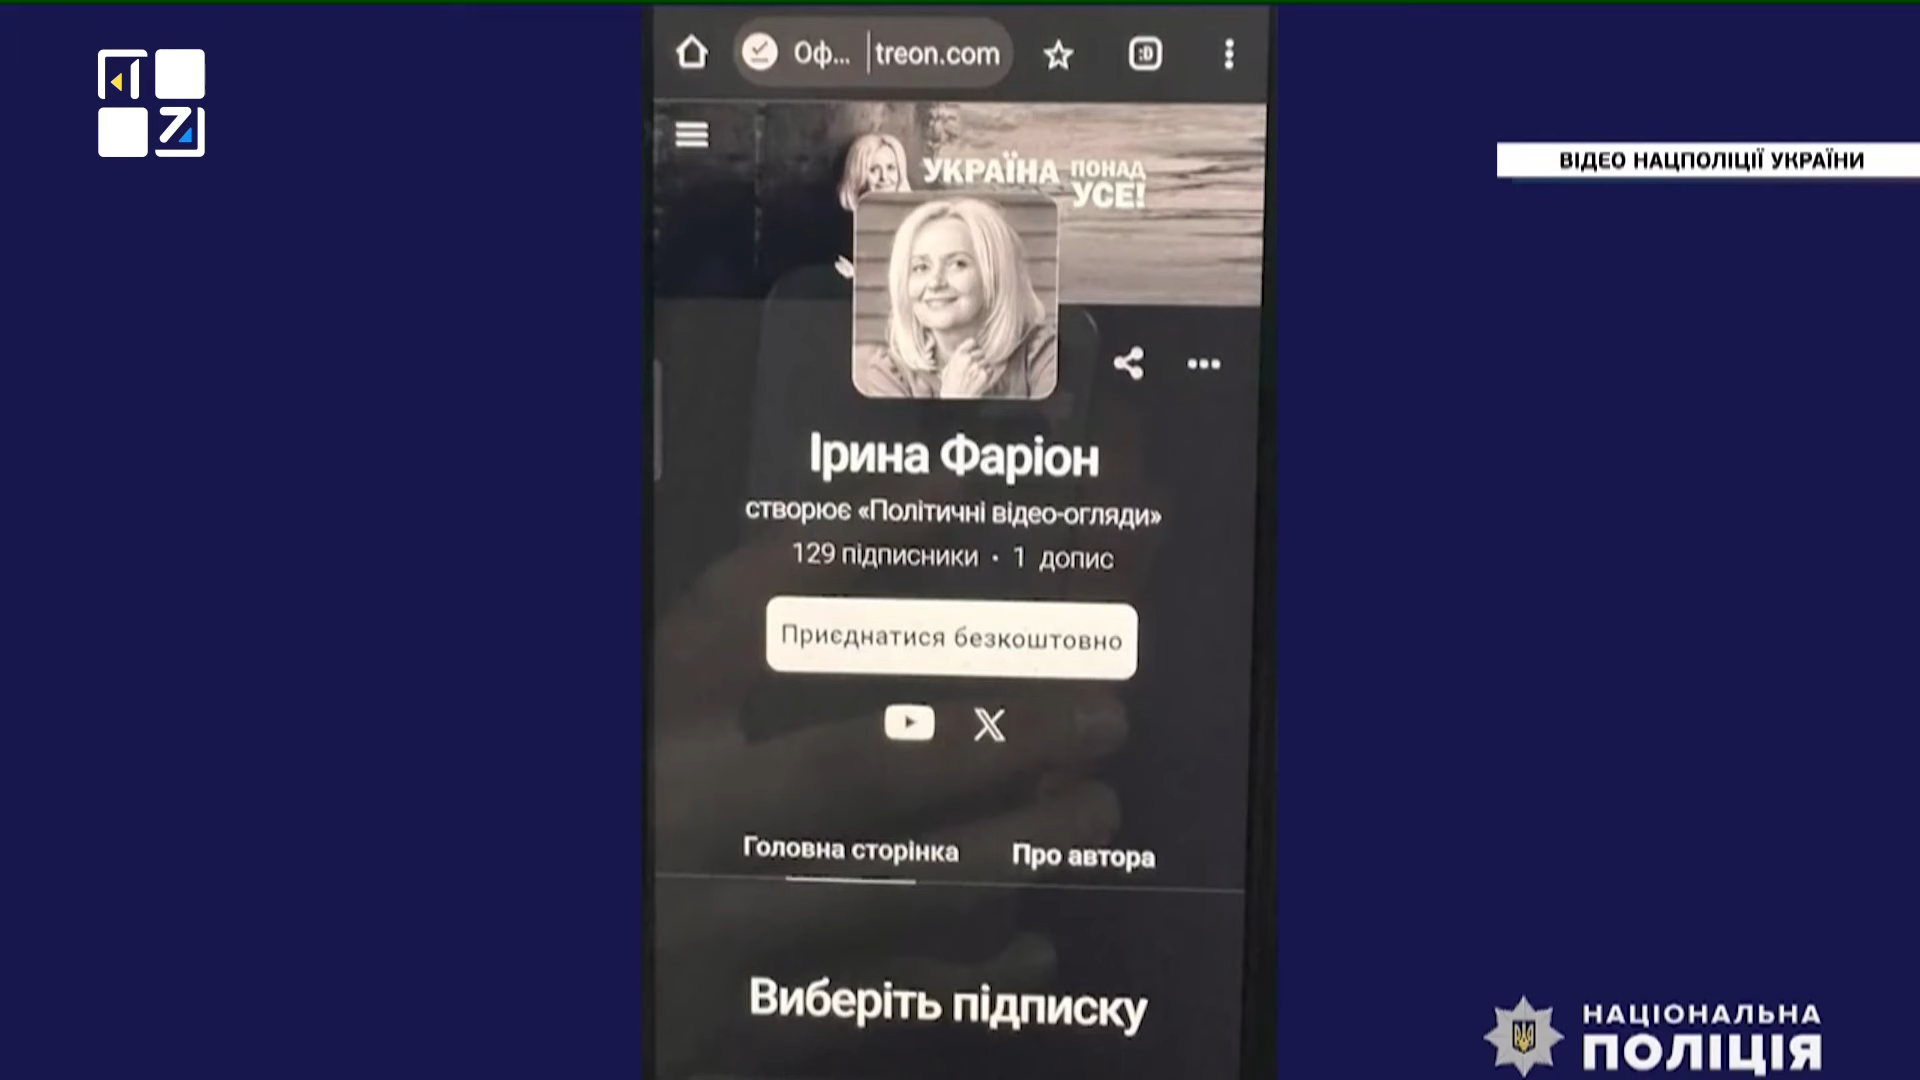 Оф... treon.com
УКРАЇНА ПОНАД УСЕ!
ВІДЕО НАЦПОЛІЦІЇ УКРАЇНИ
Ірина Фаріон
створює «Політичні відео-огляди»
129 підписники · 1 допис
Приєднатися безкоштовно
Головна сторінка Про автора
Виберіть підписку
НАЦІОНАЛЬНА
ПОЛІЦІЯ